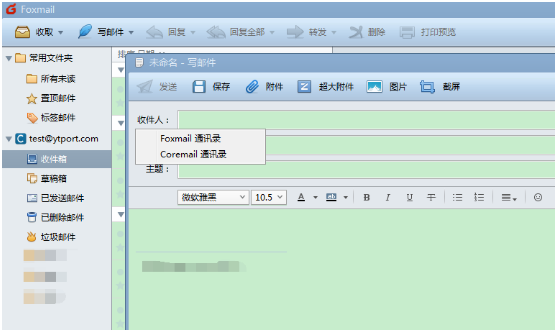 Foxmail
收取 写邮件 回复 回复全部 转发 删除 打印预览
常用文件夹
所有未读
置顶邮件
标签邮件
test@ytport.com
收件箱
草稿箱
已发送邮件
已删除邮件
垃圾邮件
未命名 - 写邮件
发送 保存 附件 超大附件 图片 截屏
收件人：
Foxmail 通讯录
Coremail 通讯录
主题：
微软雅黑 10.5 A B I U T